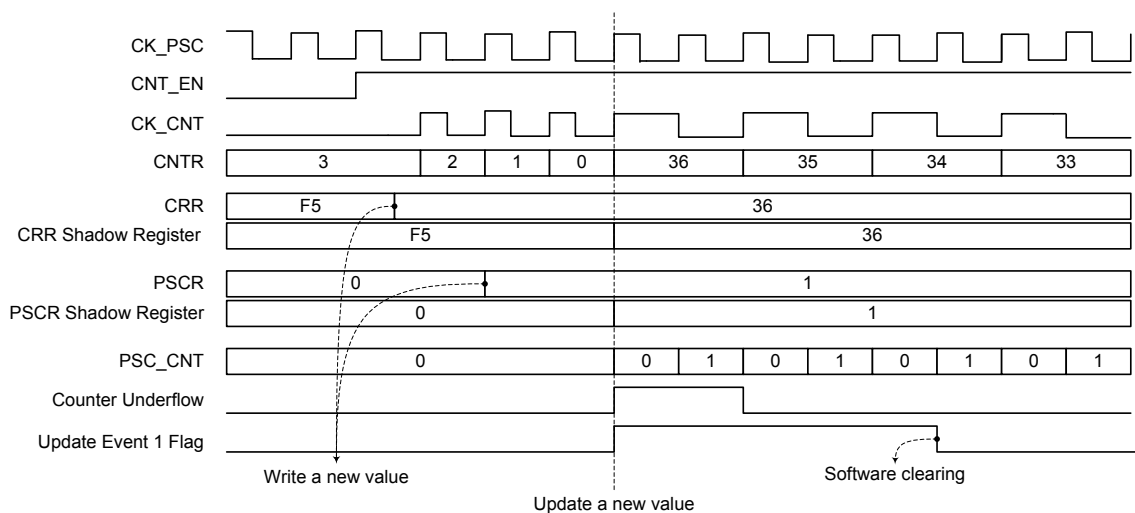 CK_PSC
CNT_EN
CK_CNT
CNTR 3 2 1 0 36 35 34 33
CRR F5 36
CRR Shadow Register F5 36
PSCR 0 1
PSCR Shadow Register 0 1
PSC_CNT 0 0 1 0 1 0 1 0 1
Counter Underflow
Update Event 1 Flag
Write a new value
Software clearing
Update a new value